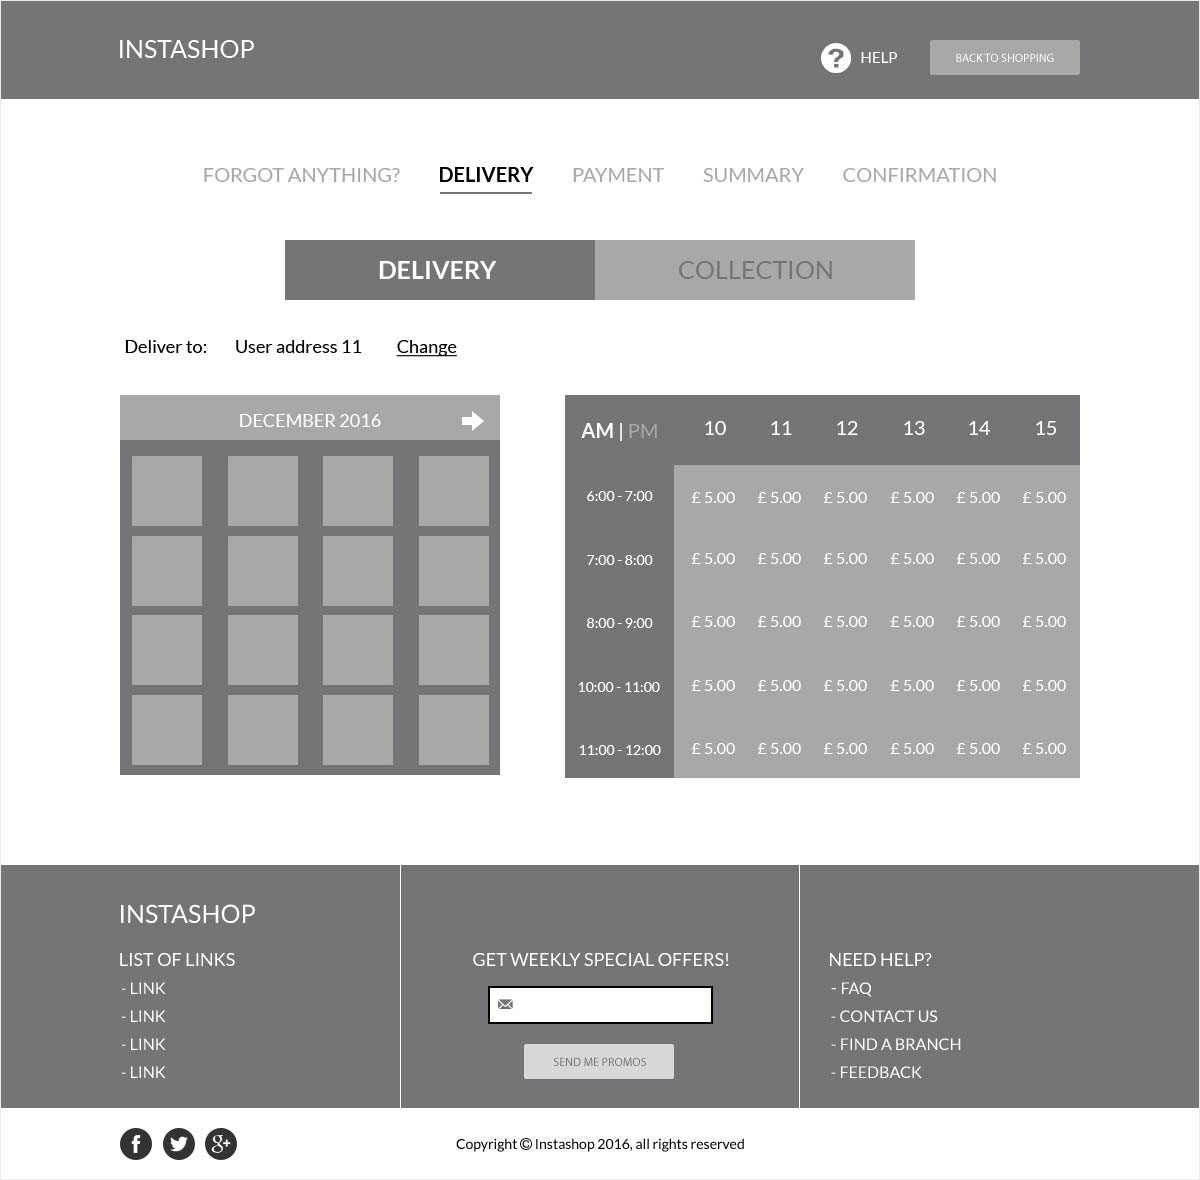 INSTASHOP
? HELP
BACK TO SHOPPING
FORGOT ANYTHING? DELIVERY PAYMENT SUMMARY CONFIRMATION
DELIVERY COLLECTION
Deliver to: User address 11 Change
DECEMBER 2016
AM | PM 10 11 12 13 14 15
6:00 - 7:00 £ 5.00 £ 5.00 £ 5.00 £ 5.00 £ 5.00 £ 5.00
7:00 - 8:00 £ 5.00 £ 5.00 £ 5.00 £ 5.00 £ 5.00 £ 5.00
8:00 - 9:00 £ 5.00 £ 5.00 £ 5.00 £ 5.00 £ 5.00 £ 5.00
10:00 - 11:00 £ 5.00 £ 5.00 £ 5.00 £ 5.00 £ 5.00 £ 5.00
11:00 - 12:00 £ 5.00 £ 5.00 £ 5.00 £ 5.00 £ 5.00 £ 5.00
INSTASHOP
LIST OF LINKS
- LINK
- LINK
- LINK
- LINK
GET WEEKLY SPECIAL OFFERS!
SEND ME PROMOS
NEED HELP?
- FAQ
- CONTACT US
- FIND A BRANCH
- FEEDBACK
f g+
Copyright © Instashop 2016, all rights reserved